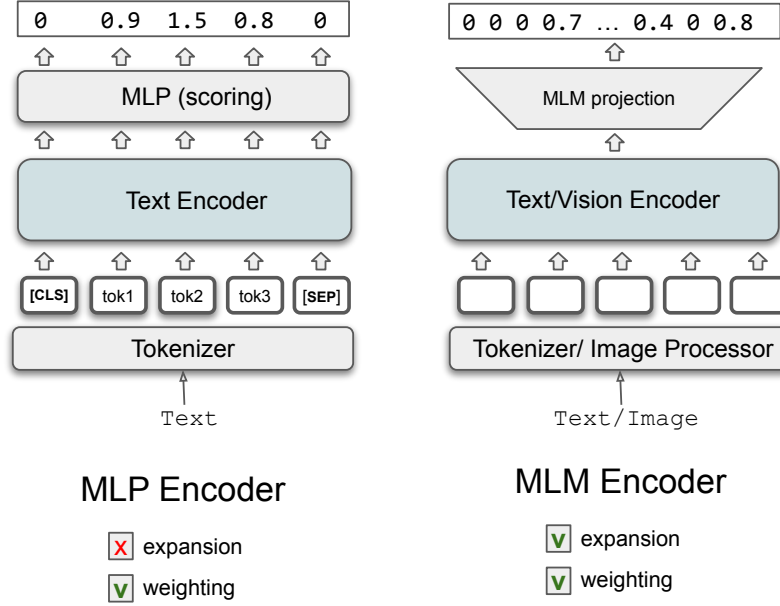 0 0.9 1.5 0.8 0
MLP (scoring)
Text Encoder
[CLS] tok1 tok2 tok3 [SEP]
Tokenizer
Text
MLP Encoder
x expansion
v weighting
0 0 0 0.7 … 0.4 0 0.8
MLM projection
Text/Vision Encoder
Tokenizer/ Image Processor
Text/Image
MLM Encoder
v expansion
v weighting